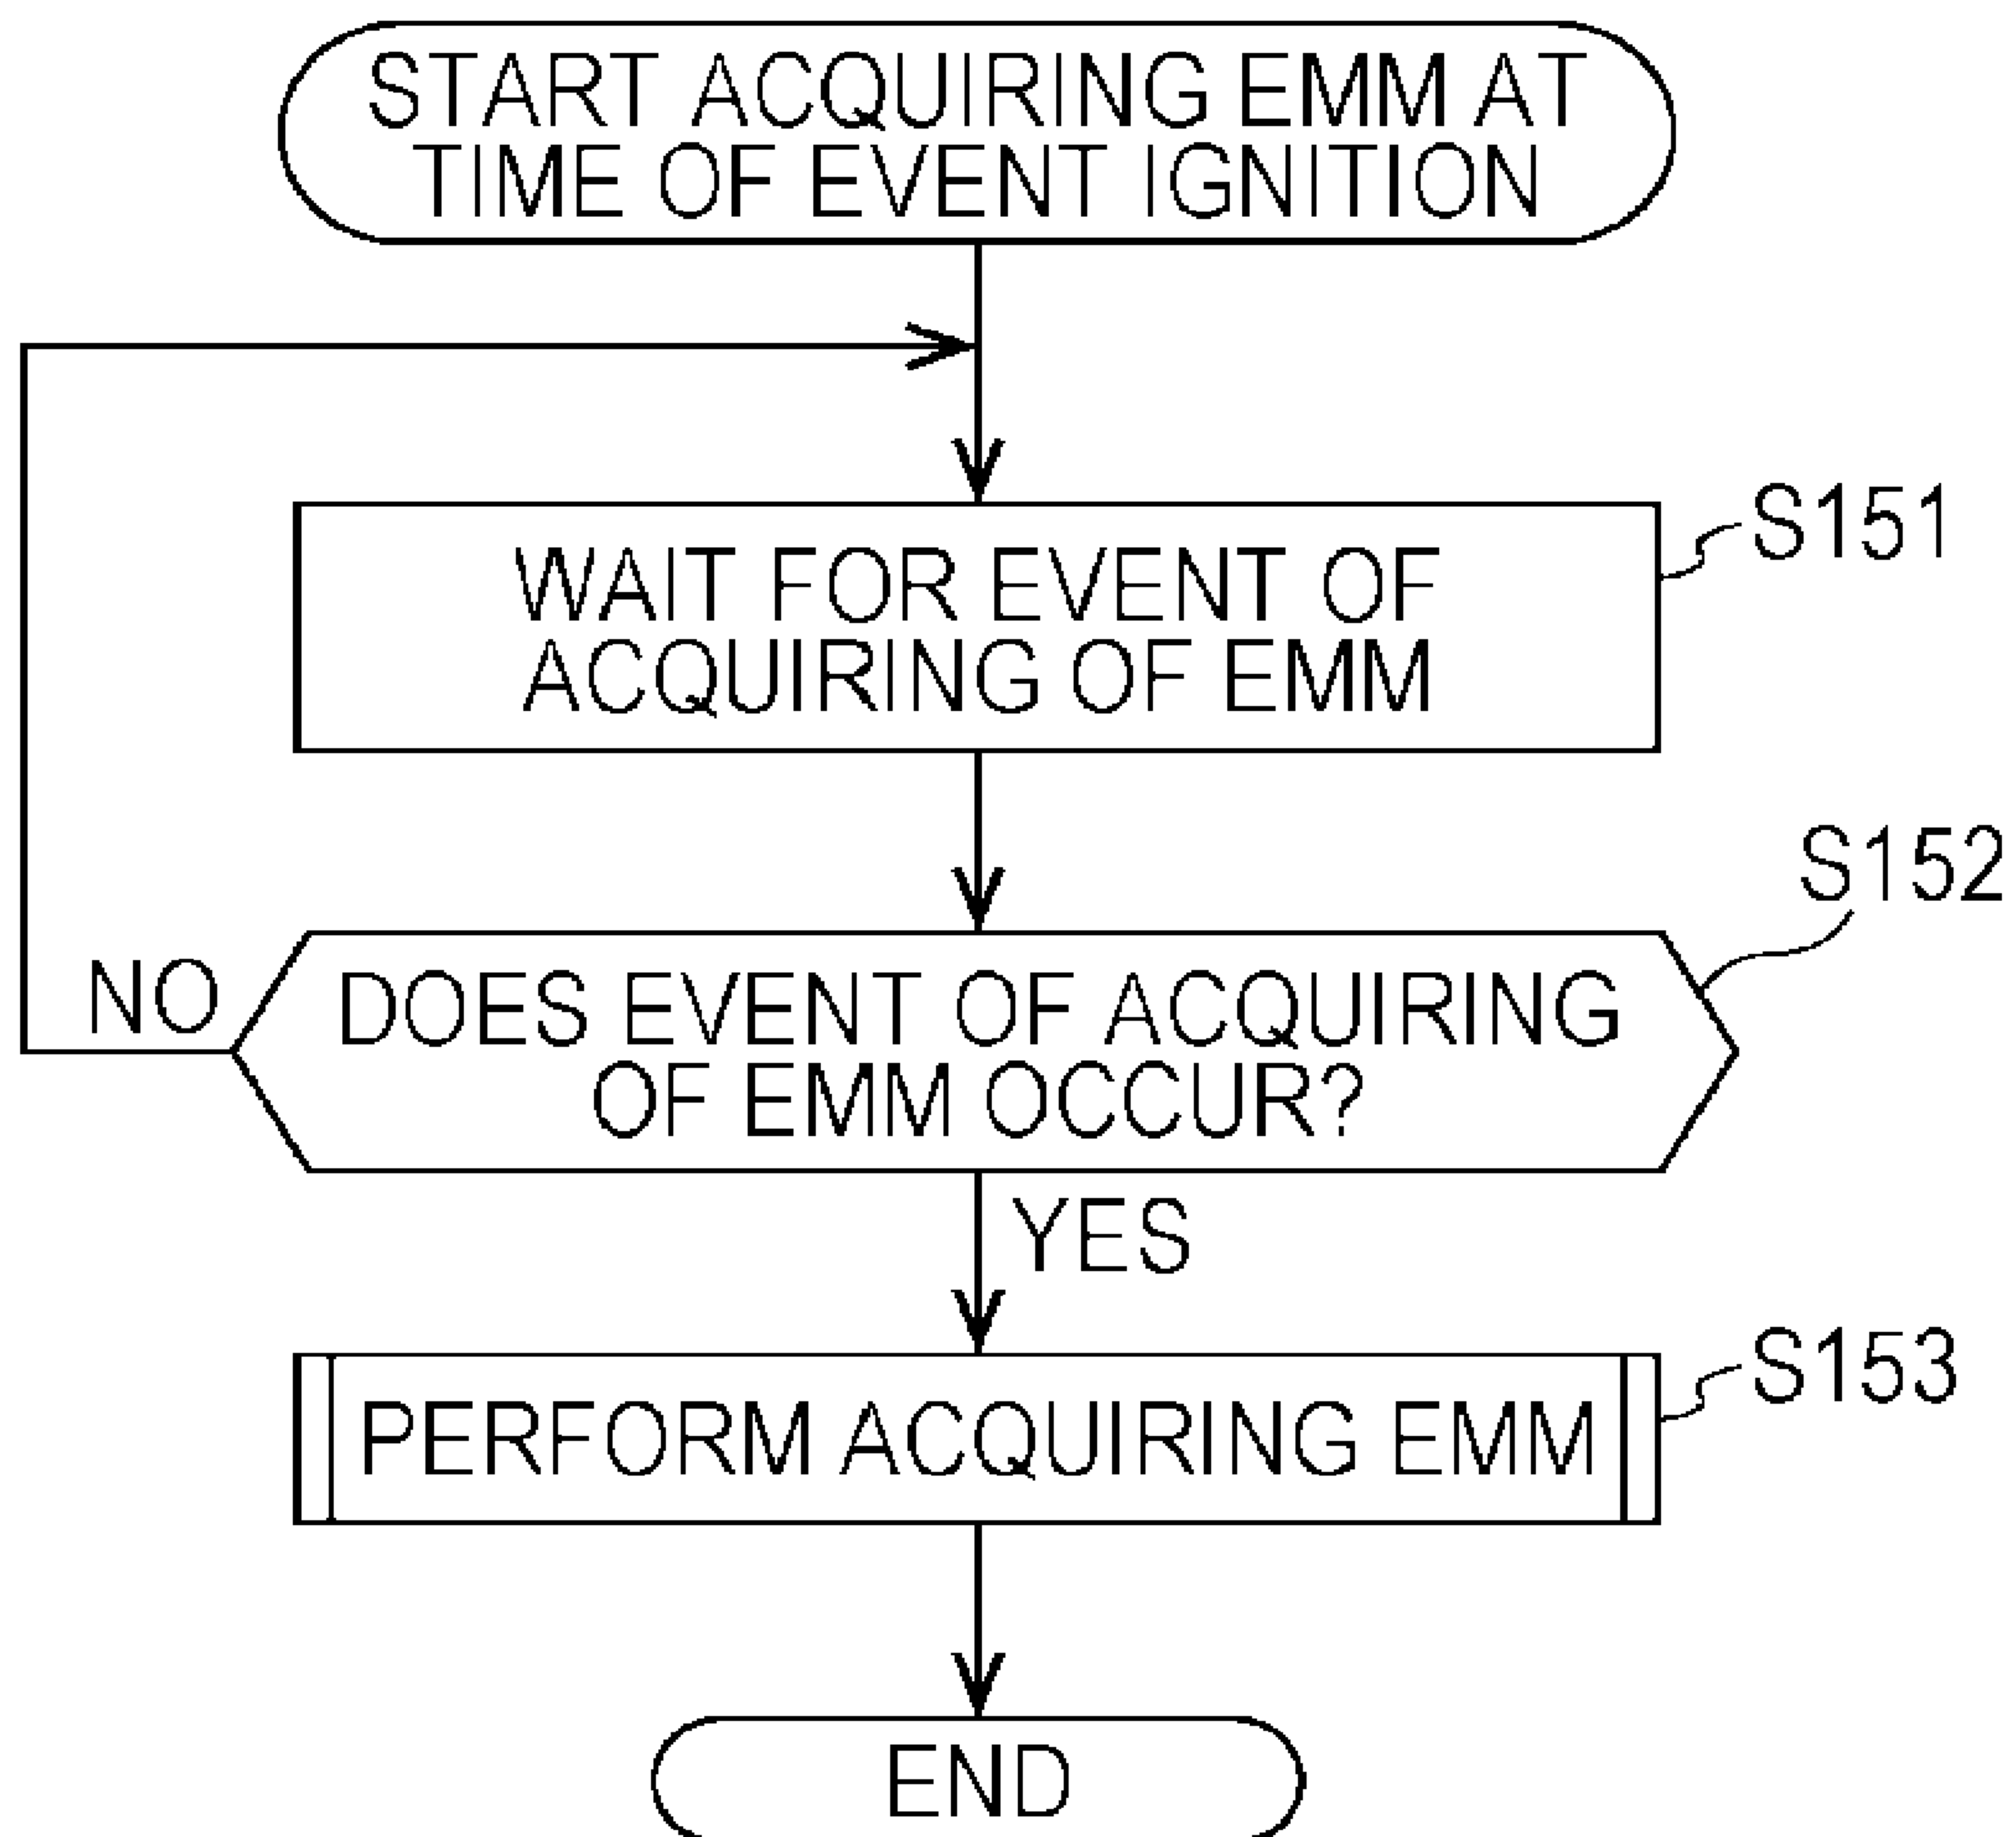 START ACQUIRING EMM AT
TIME OF EVENT IGNITION
S151
WAIT FOR EVENT OF
ACQUIRING OF EMM
S152
NO
DOES EVENT OF ACQUIRING
OF EMM OCCUR?
YES
S153
PERFORM ACQUIRING EMM
END